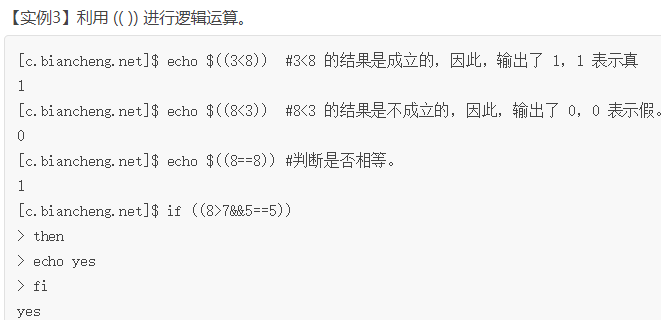 【实例3】利用 (( )) 进行逻辑运算。
[c.biancheng.net]$ echo $((3<8))  #3<8 的结果是成立的，因此，输出了 1，1 表示真
1
[c.biancheng.net]$ echo $((8<3))  #8<3 的结果是不成立的，因此，输出了 0，0 表示假。
0
[c.biancheng.net]$ echo $((8==8)) #判断是否相等。
1
[c.biancheng.net]$ if ((8>7&&5==5))
> then
> echo yes
> fi
yes